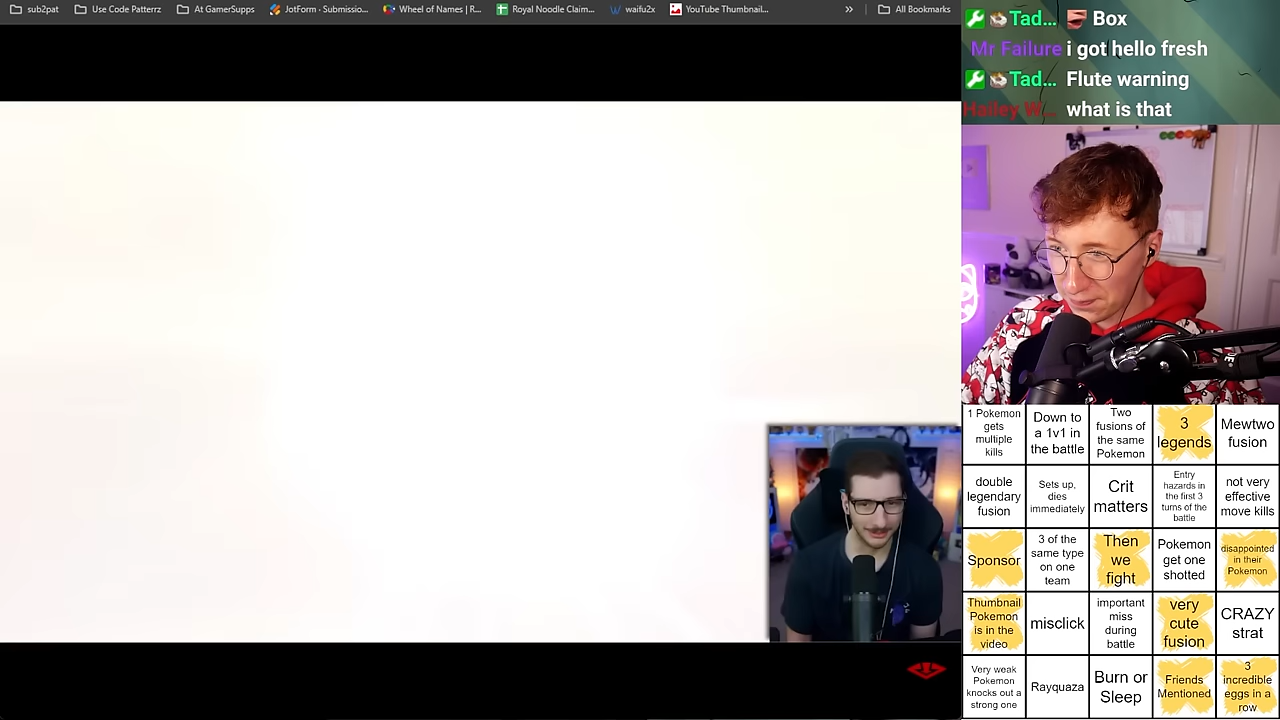 sub2pat Use Code Patterrz At GamerSupps JotForm · Submissio... Wheel of Names | R... Royal Noodle Claim... waifu2x YouTube Thumbnail... » All Bookmarks
Tad... Box
Mr Failure i got hello fresh
Tad... Flute warning
Hailey W... what is that
1 Pokemon
gets
multiple
kills
Down to
a 1v1 in
the battle
Two
fusions of
the same
Pokemon
3
legends
Mewtwo
fusion
double
legendary
fusion
Sets up,
dies
immediately
Crit
matters
Entry
hazards in
the first 3
turns of the
battle
not very
effective
move kills
Sponsor
3 of the
same type
on one
team
Then
we
fight
Pokemon
get one
shotted
disappointed
in their
Pokemon
Thumbnail
Pokemon
is in the
video
misclick
important
miss
during
battle
very
cute
fusion
CRAZY
strat
Very weak
Pokemon
knocks out a
strong one
Rayquaza
Burn or
Sleep
Friends
Mentioned
3
incredible
eggs in a
row